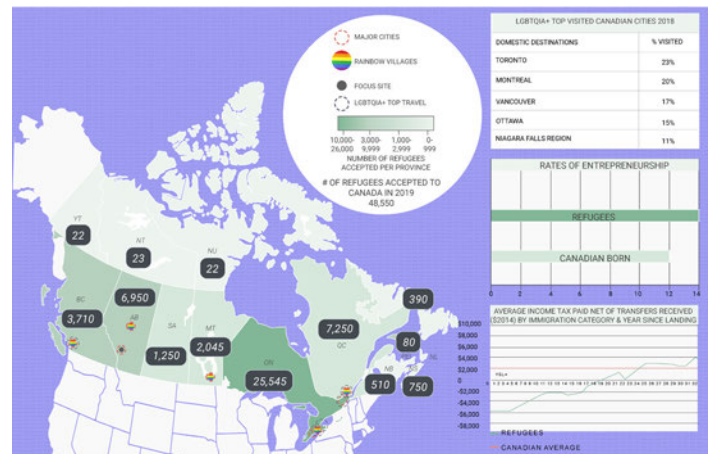 MAJOR CITIES
RAINBOW VILLAGES
FOCUS SITE
LGBTQIA+ TOP TRAVEL
10,000- 3,000- 1,000- 0-
26,000 9,999 2,999 999
NUMBER OF REFUGEES
ACCEPTED PER PROVINCE
# OF REFUGEES ACCEPTED TO
CANADA IN 2019
48,550
YT
22
NT
23
NU
22
BC
3,710
6,950
AB
SA
1,250
MT
2,045
ON
25,545
7,250
QC
390
80
NL
NB
510
NS
750
LGBTQIA+ TOP VISITED CANADIAN CITIES 2018
DOMESTIC DESTINATIONS % VISITED
TORONTO 23%
MONTREAL 20%
VANCOUVER 17%
OTTAWA 15%
NIAGARA FALLS REGION 11%
RATES OF ENTREPRENEURSHIP
REFUGEES
CANADIAN BORN
0 2 4 6 8 10 12 14
AVERAGE INCOME TAX PAID NET OF TRANSFERS RECEIVED
($2014) BY IMMIGRATION CATEGORY & YEAR SINCE LANDING
$10,000
$8,000
$6,000
$4,000
$2,000
0
-$2,000
-$4,000
-$6,000
-$8,000
REFUGEES
CANADIAN AVERAGE